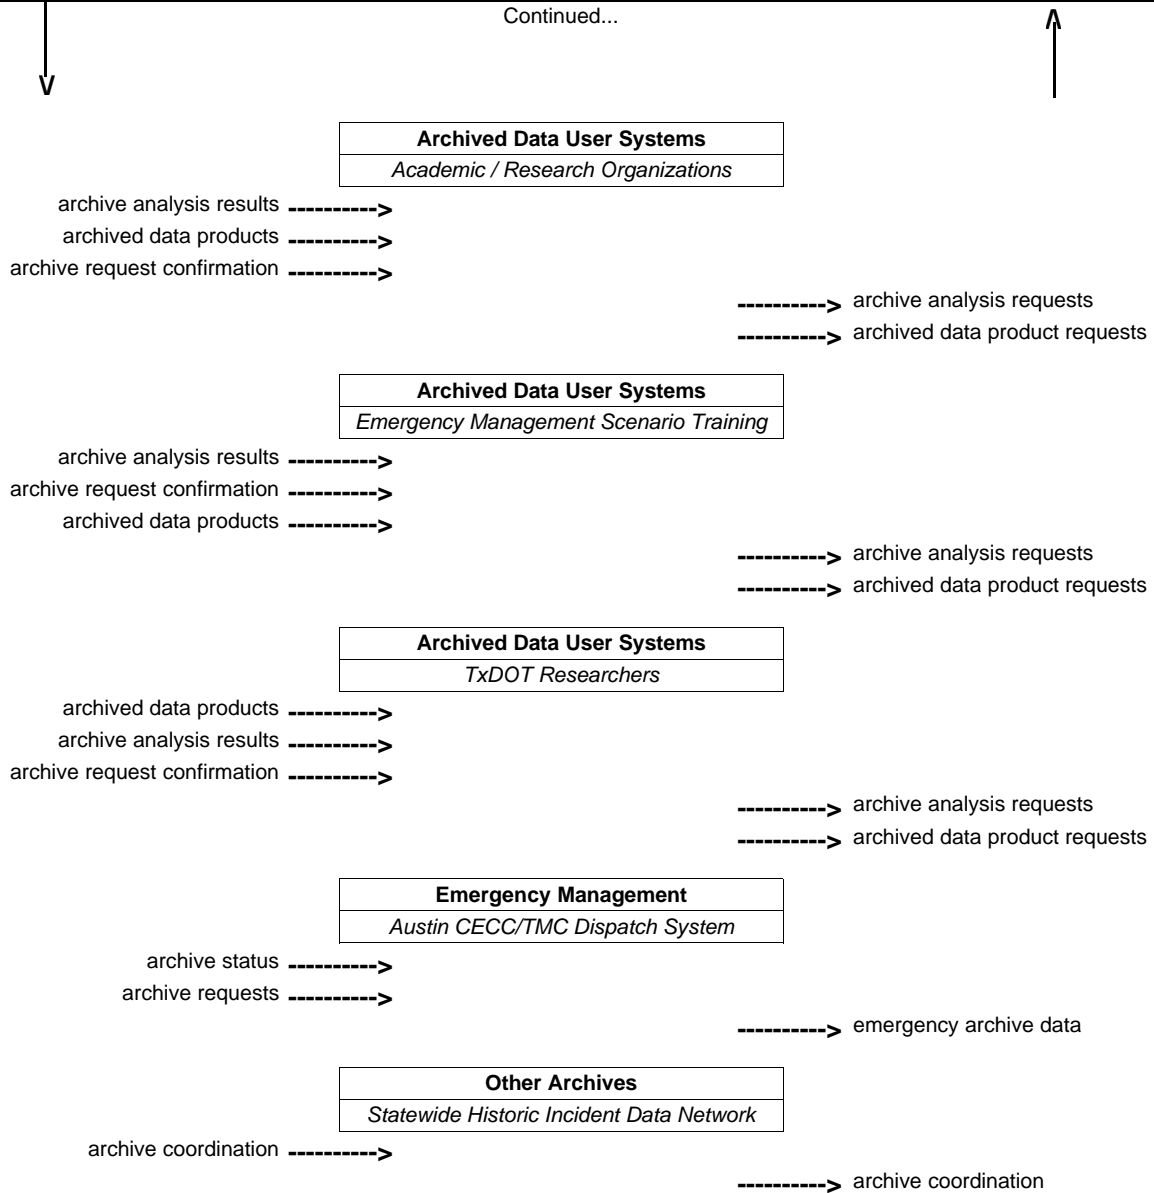 Continued...
Archived Data User Systems
Academic / Research Organizations
archive analysis results
archived data products
archive request confirmation
archive analysis requests
archived data product requests
Archived Data User Systems
Emergency Management Scenario Training
archive analysis results
archive request confirmation
archived data products
archive analysis requests
archived data product requests
Archived Data User Systems
TxDOT Researchers
archived data products
archive analysis results
archive request confirmation
archive analysis requests
archived data product requests
Emergency Management
Austin CECC/TMC Dispatch System
archive status
archive requests
emergency archive data
Other Archives
Statewide Historic Incident Data Network
archive coordination
archive coordination